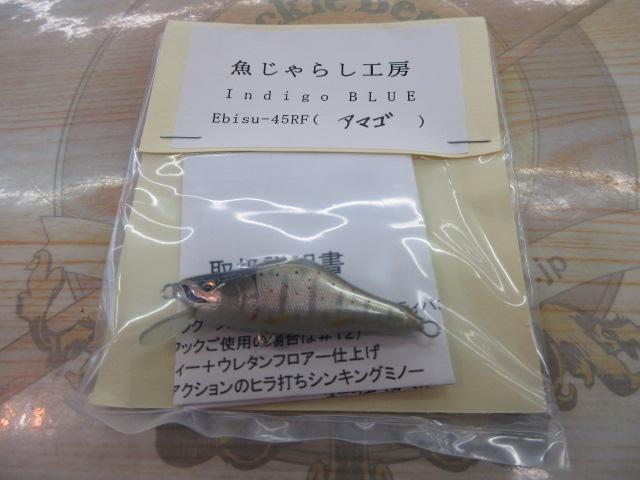 魚じゃらし工房
Indigo BLUE
Ebisu-45RF( アマゴ )
取扱説明書
ックご使用の場合は#12)
ィー+ウレタンフロアー仕上げ
アクションのヒラ打ちシンキングミノー